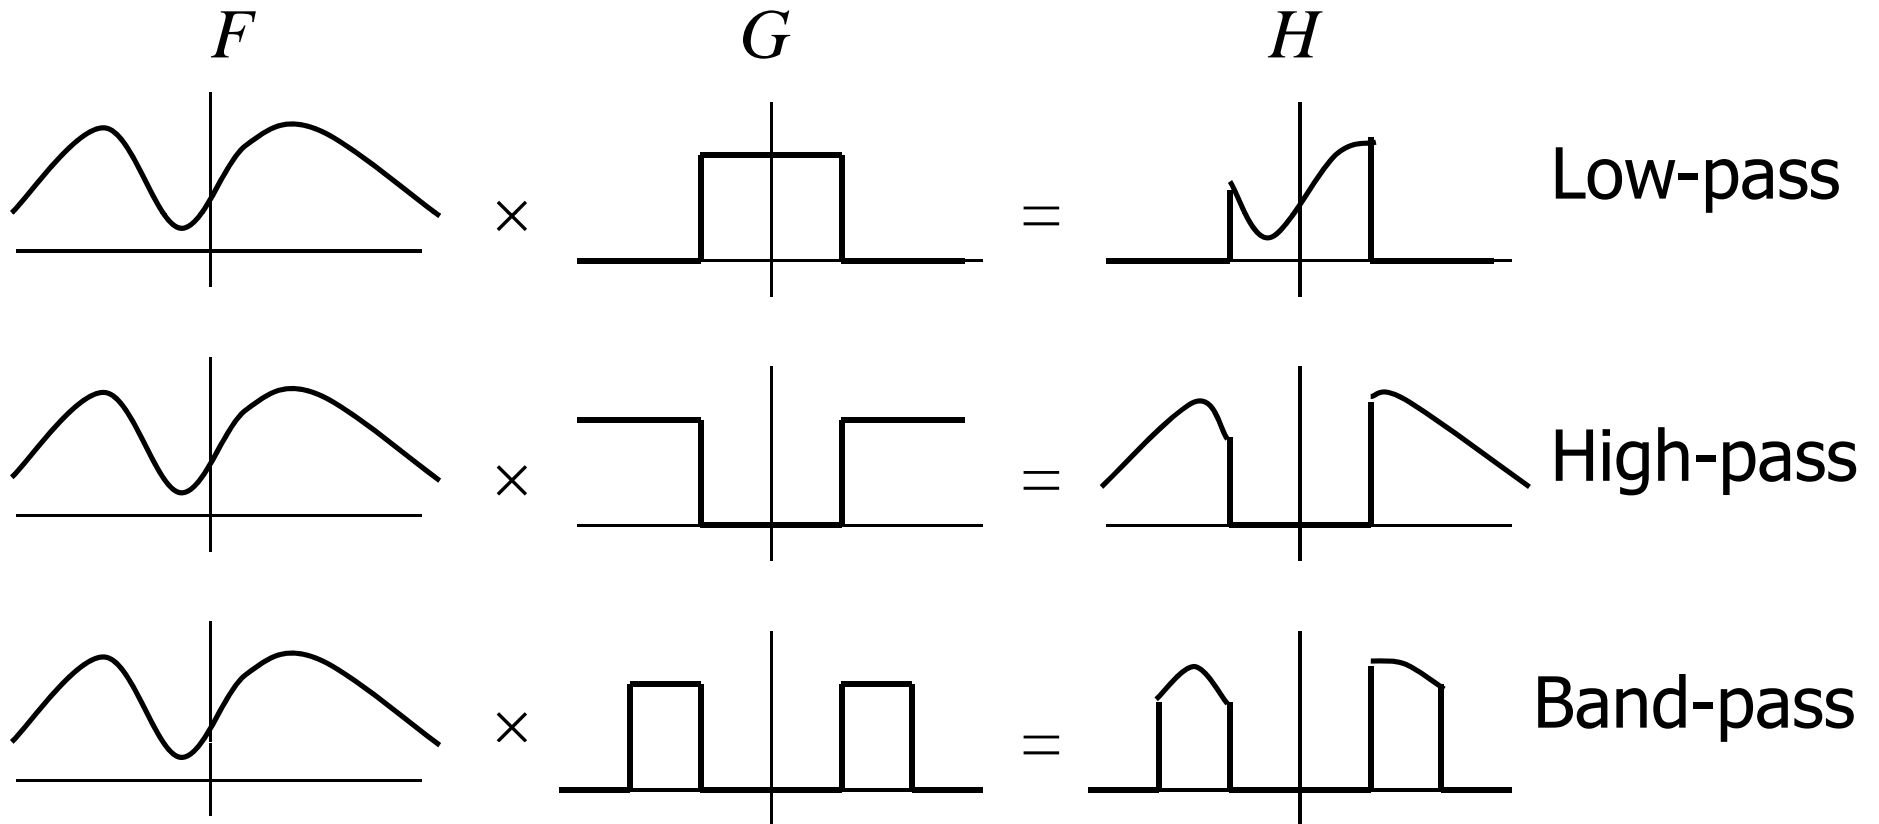 F G H
× = Low-pass
× = High-pass
× = Band-pass